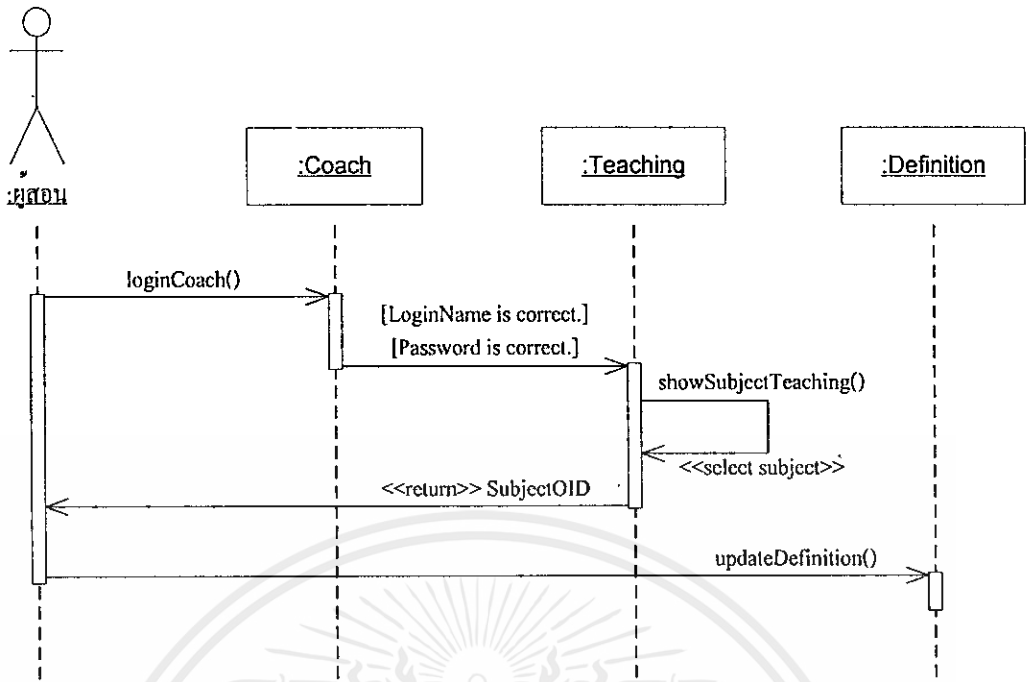 :ผู้สอน
:Coach
:Teaching
:Definition
loginCoach()
[LoginName is correct.]
[Password is correct.]
showSubjectTeaching()
<<select subject>>
<<return>> SubjectOID
updateDefinition()